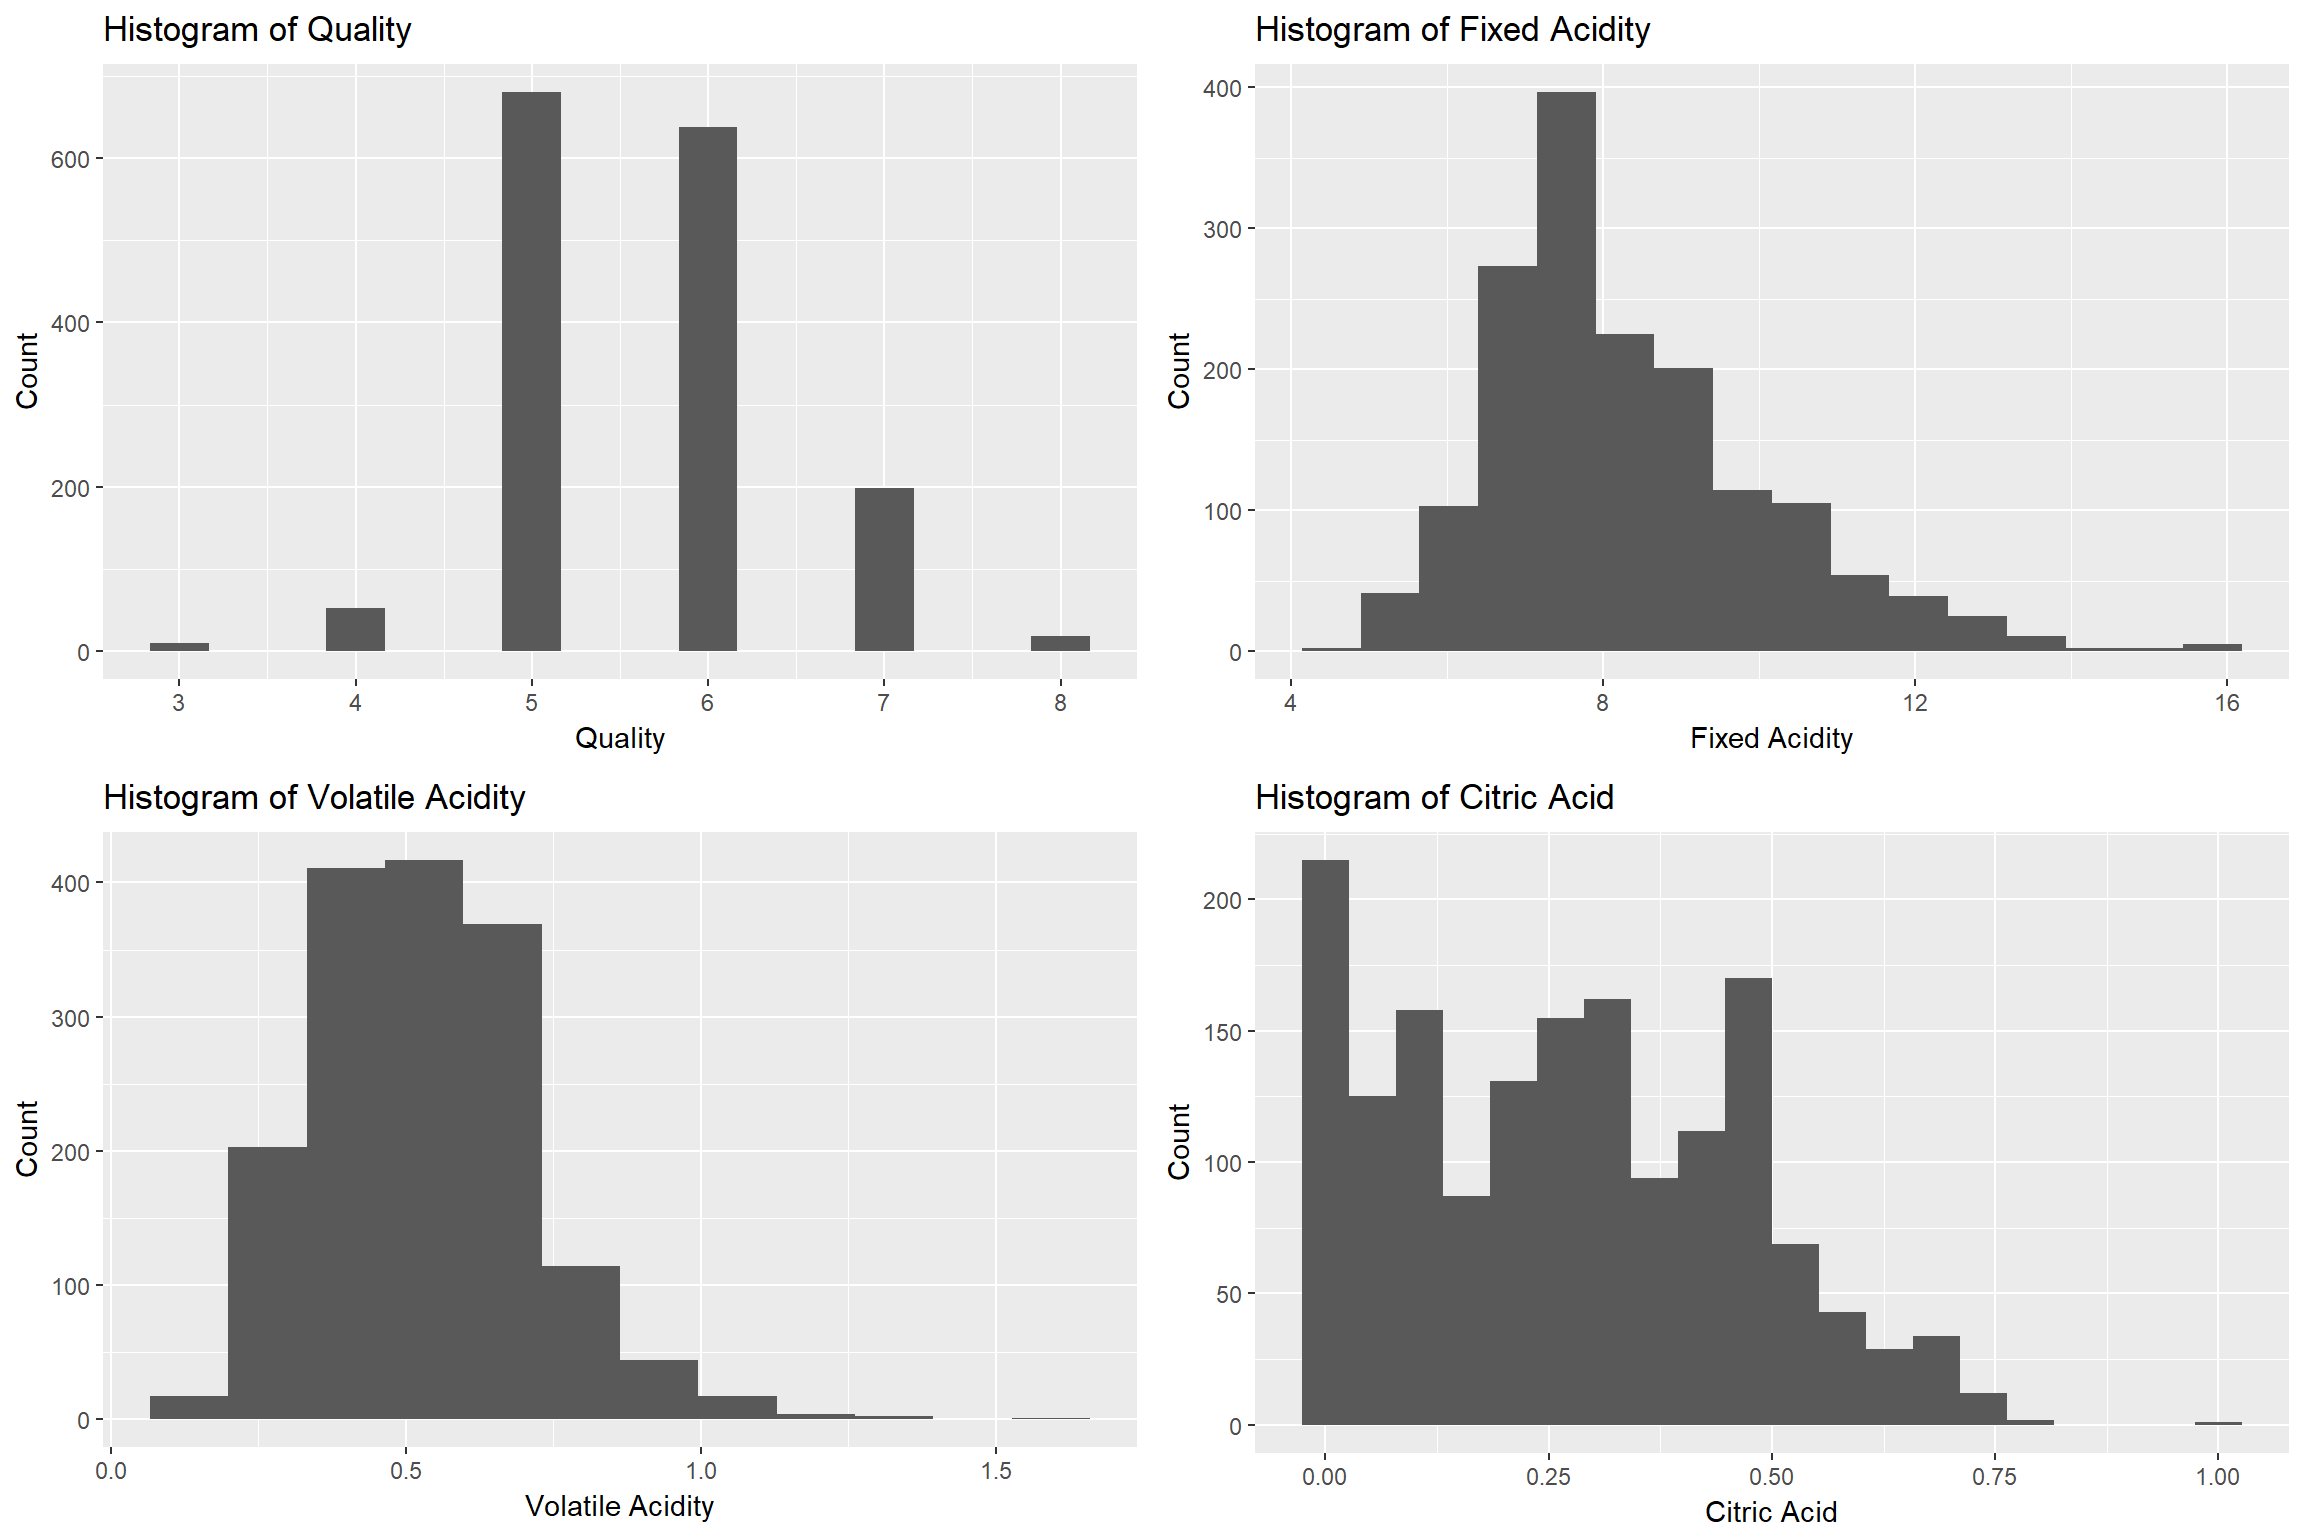 Histogram of Quality
Count
600
400
200
0
3 4 5 6 7 8
Quality
Histogram of Fixed Acidity
Count
400
300
200
100
0
4 8 12 16
Fixed Acidity
Histogram of Volatile Acidity
Count
400
300
200
100
0
0.0 0.5 1.0 1.5
Volatile Acidity
Histogram of Citric Acid
Count
200
150
100
50
0
0.00 0.25 0.50 0.75 1.00
Citric Acid